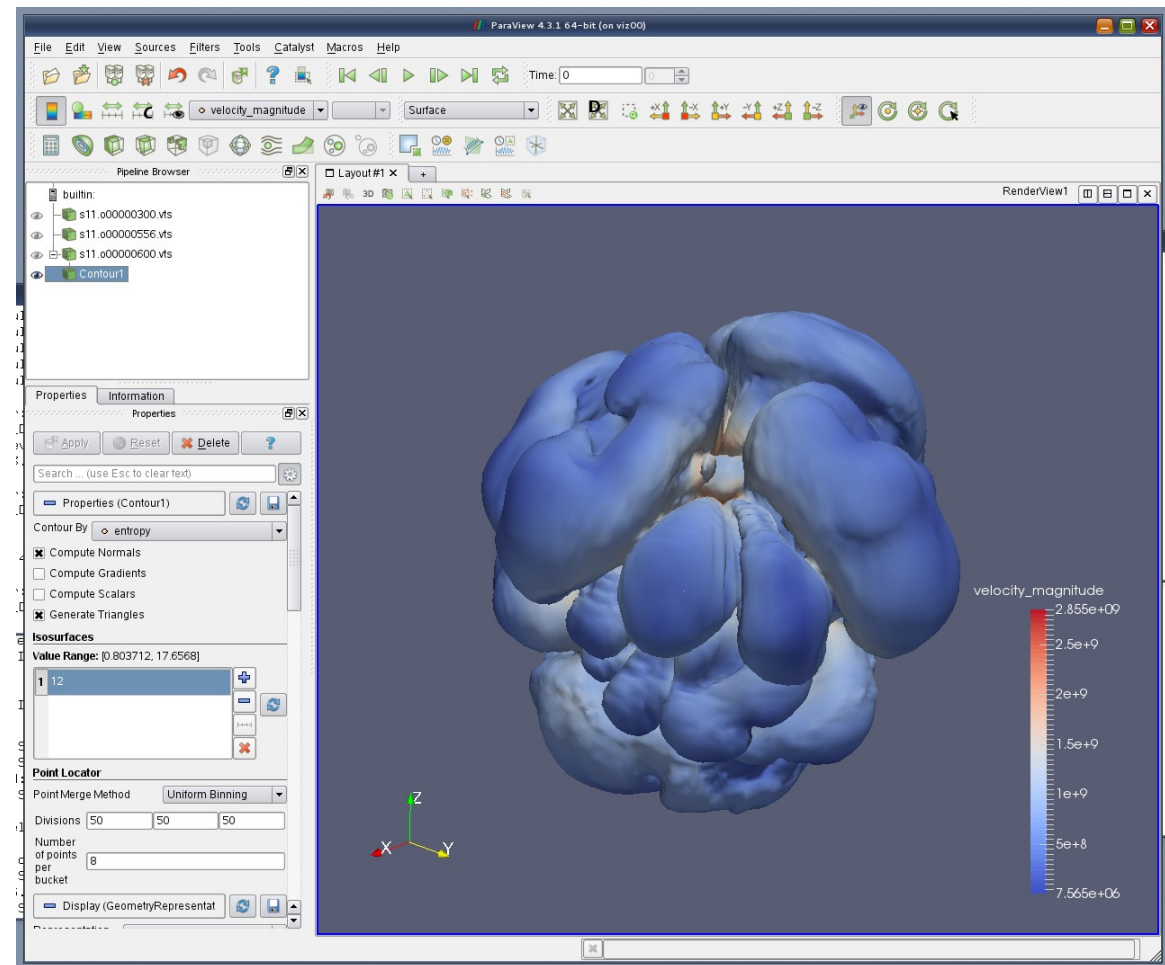 ParaView 4.3.1 64-bit (on viz00)
File Edit View Sources Filters Tools Catalyst Macros Help
Time: 0 0
velocity_magnitude Surface
Pipeline Browser Layout #1 +
3D RenderView1
builtin:
s11.o00000300.vts
s11.o00000556.vts
s11.o00000600.vts
Contour1
Properties Information
Properties
Apply Reset Delete ?
Search ... (use Esc to clear text)
Properties (Contour1)
Contour By entropy
Compute Normals
Compute Gradients
Compute Scalars
Generate Triangles
Isosurfaces
Value Range: [0.803712, 17.6568]
1 12
Point Locator
Point Merge Method Uniform Binning
Divisions 50 50 50
Number
of points
per
bucket
8
Display (GeometryRepresentat
velocity_magnitude
2.855e+09
2.5e+9
2e+9
1.5e+9
1e+9
5e+8
7.565e+06
Z
X Y